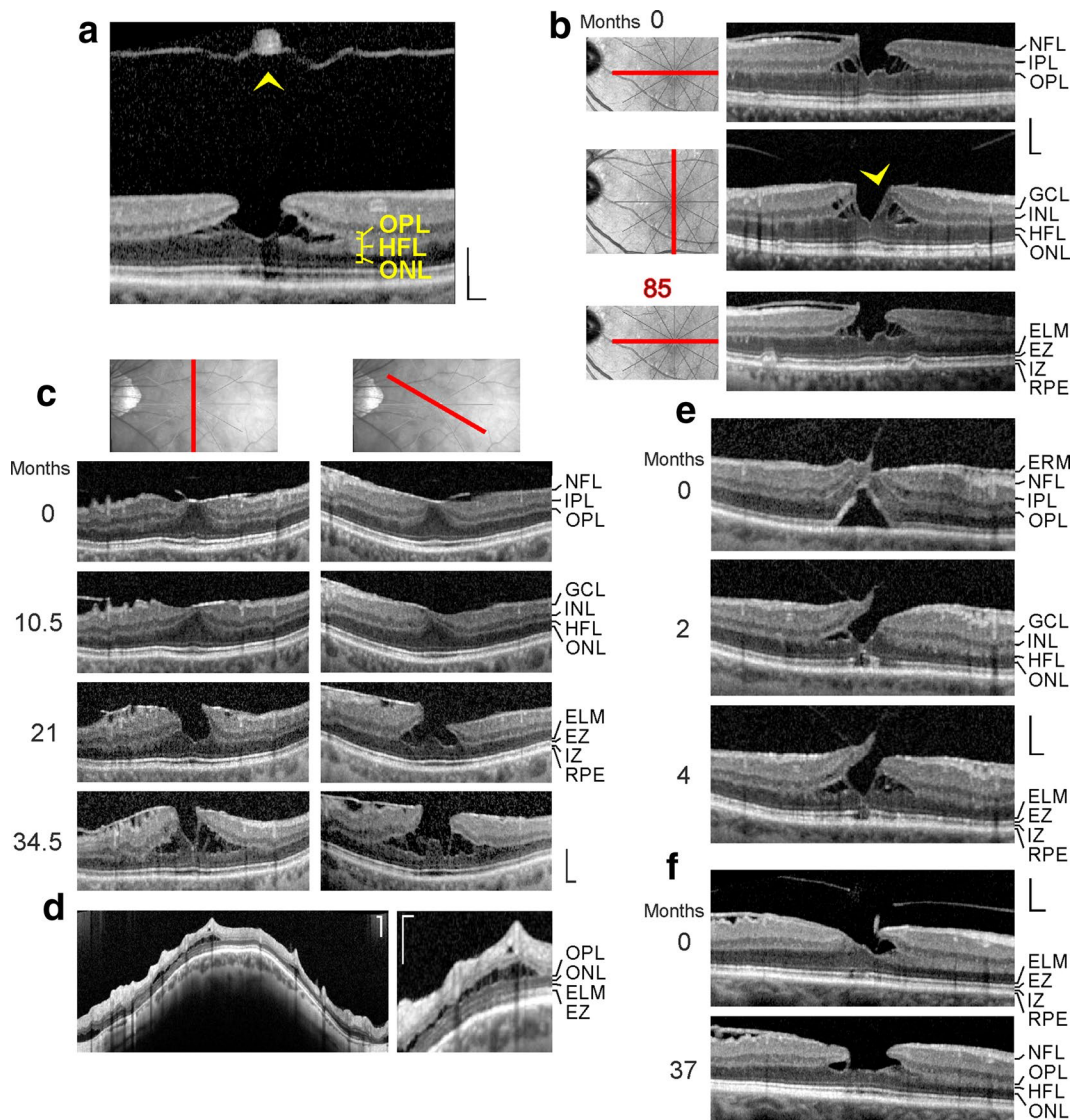 a
OPL
HFL
ONL
b
Months 0
NFL
IPL
OPL
GCL
INL
HFL
ONL
85
ELM
EZ
IZ
RPE
c
Months
0
NFL
IPL
OPL
10.5
GCL
INL
HFL
ONL
21
ELM
EZ
IZ
RPE
34.5
d
OPL
ONL
ELM
EZ
e
Months
0
ERM
NFL
IPL
OPL
2
GCL
INL
HFL
ONL
4
ELM
EZ
IZ
RPE
f
Months
0
ELM
EZ
IZ
RPE
37
NFL
OPL
HFL
ONL